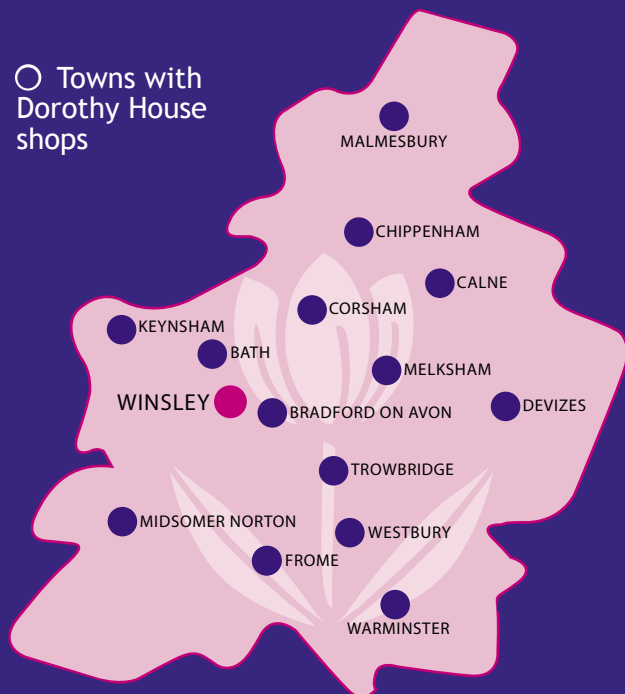 Towns with
Dorothy House
shops
MALMESBURY
CHIPPENHAM
CALNE
CORSHAM
KEYNSHAM
BATH
MELKSHAM
WINSLEY
BRADFORD ON AVON
DEVIZES
TROWBRIDGE
MIDSOMER NORTON
WESTBURY
FROME
WARMINSTER